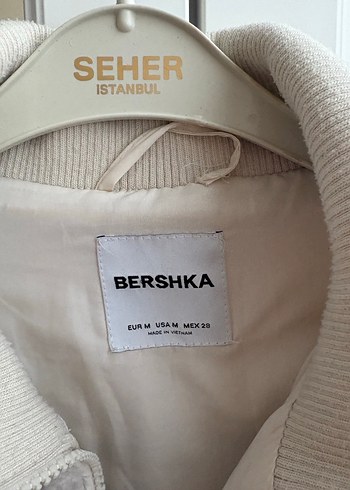 SEHER
ISTANBUL
BERSHKA
EUR M USA M MEX 28
MADE IN VIETNAM